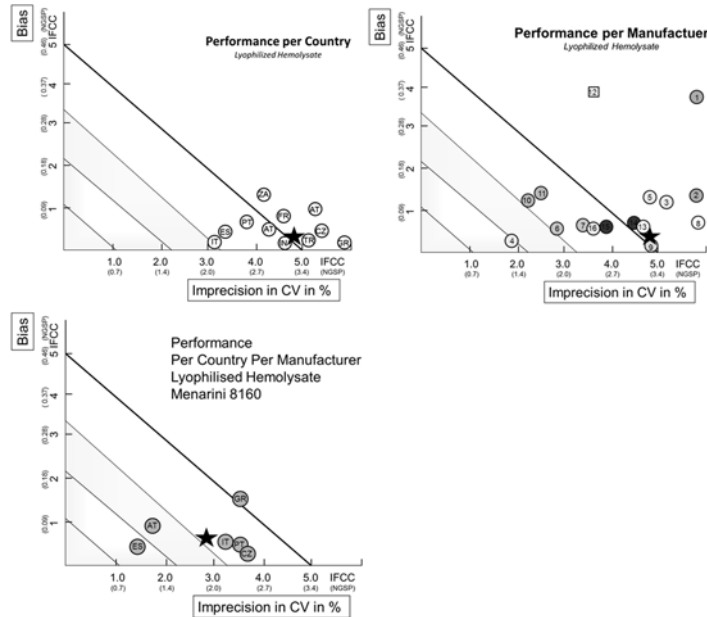 Bias
(NGSP)
IFCC
(0.46)
5
(0.37)
4
(0.28)
3
(0.18)
2
(0.09)
1
Performance per Country
Lyophilized Hemolysate
ZA
AT
FR
PT
AT
CZ
ES
IT
IN
TR
GR
1.0 2.0 3.0 4.0 5.0 IFCC
(0.7) (1.4) (2.0) (2.7) (3.4) (NGSP)
Imprecision in CV in %
Bias
(NGSP)
IFCC
(0.46)
5
(0.37)
4
(0.28)
3
(0.18)
2
(0.09)
1
Performance per Manufacturer
Lyophilized Hemolysate
12
1
11
10
5
3
2
6
7
16
13
8
4
9
1.0 2.0 3.0 4.0 5.0 IFCC
(0.7) (1.4) (2.0) (2.7) (3.4) (NGSP)
Imprecision in CV in %
Bias
(NGSP)
IFCC
(0.46)
5
(0.37)
4
(0.28)
3
(0.18)
2
(0.09)
1
Performance
Per Country Per Manufacturer
Lyophilised Hemolysate
Menarini 8160
GR
AT
ES
IT
PT
CZ
1.0 2.0 3.0 4.0 5.0 IFCC
(0.7) (1.4) (2.0) (2.7) (3.4) (NGSP)
Imprecision in CV in %